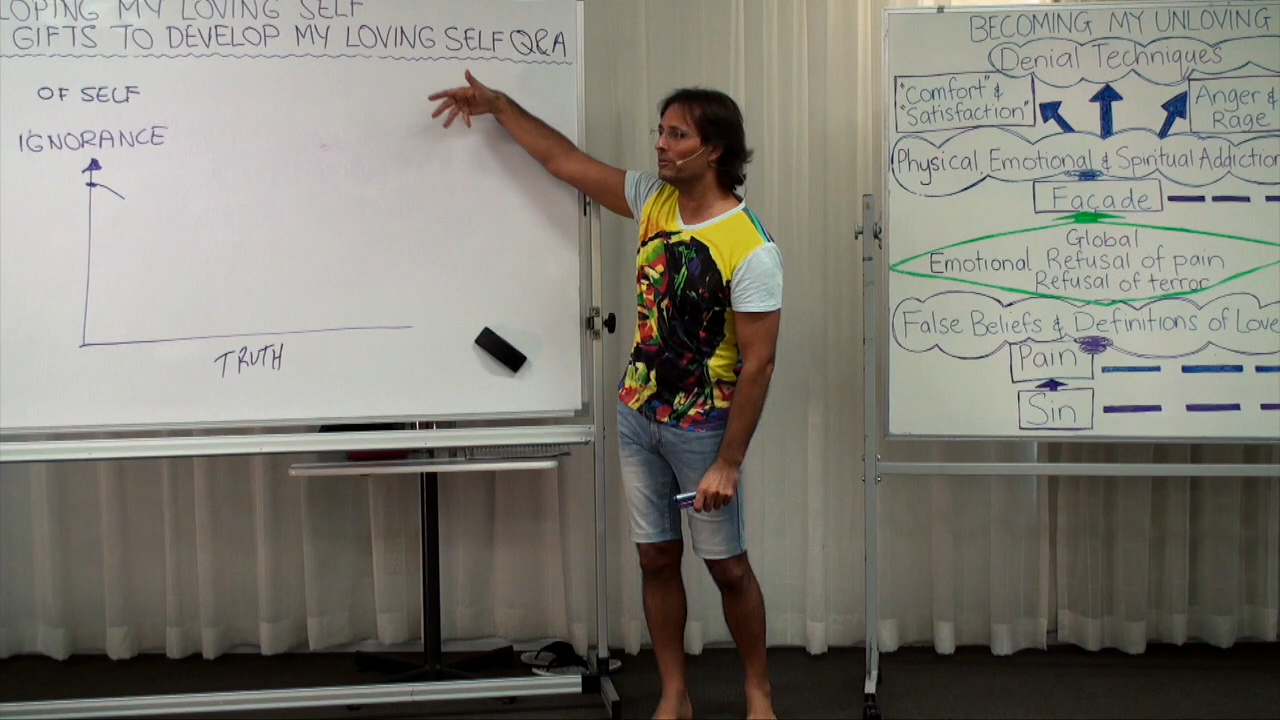 LOPING MY LOVING SELF
GIFTS TO DEVELOP MY LOVING SELF Q&A
OF SELF
IGNORANCE
TRUTH
BECOMING MY UNLOVING
Denial Techniques
"Comfort" &
"Satisfaction"
Anger &
Rage
Physical, Emotional & Spiritual Addiction
Façade
Global
Emotional Refusal of pain
Refusal of terror
False Beliefs & Definitions of Love
Pain
Sin